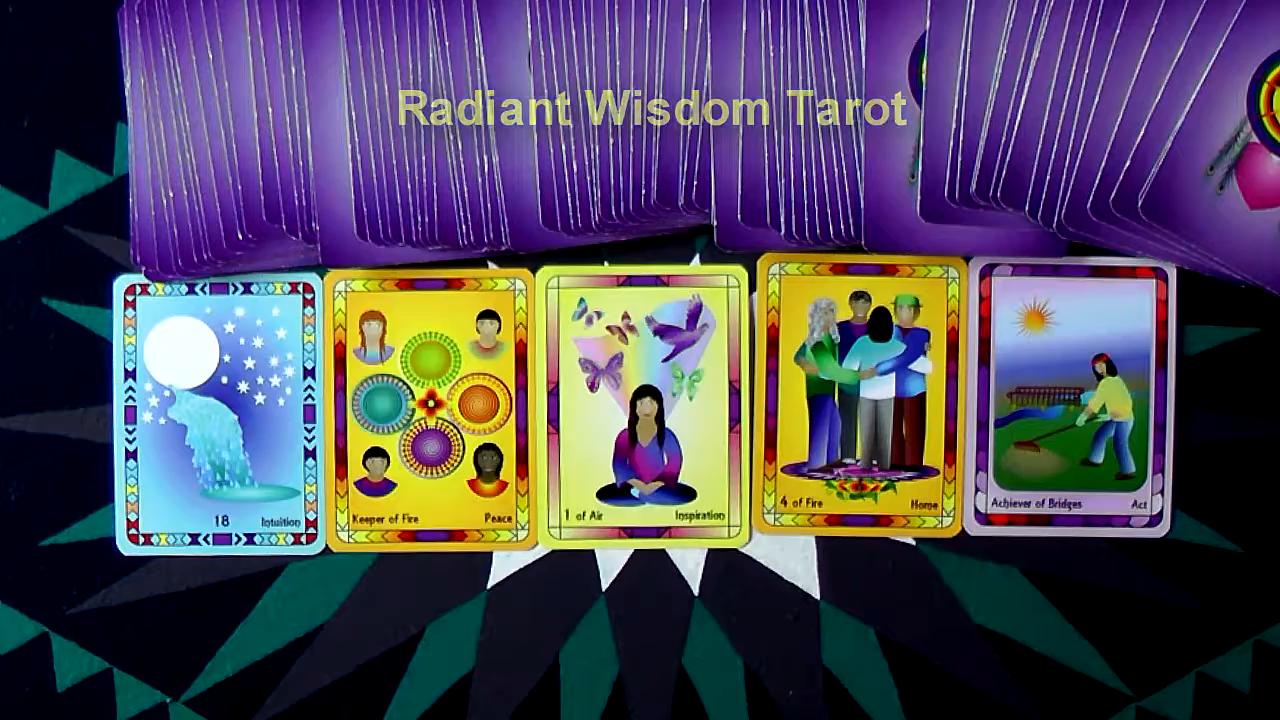 Radiant Wisdom Tarot
18 Intuition
Keeper of Fire Peace
1 of Air Inspiration
4 of Fire Home
Achiever of Bridges Act